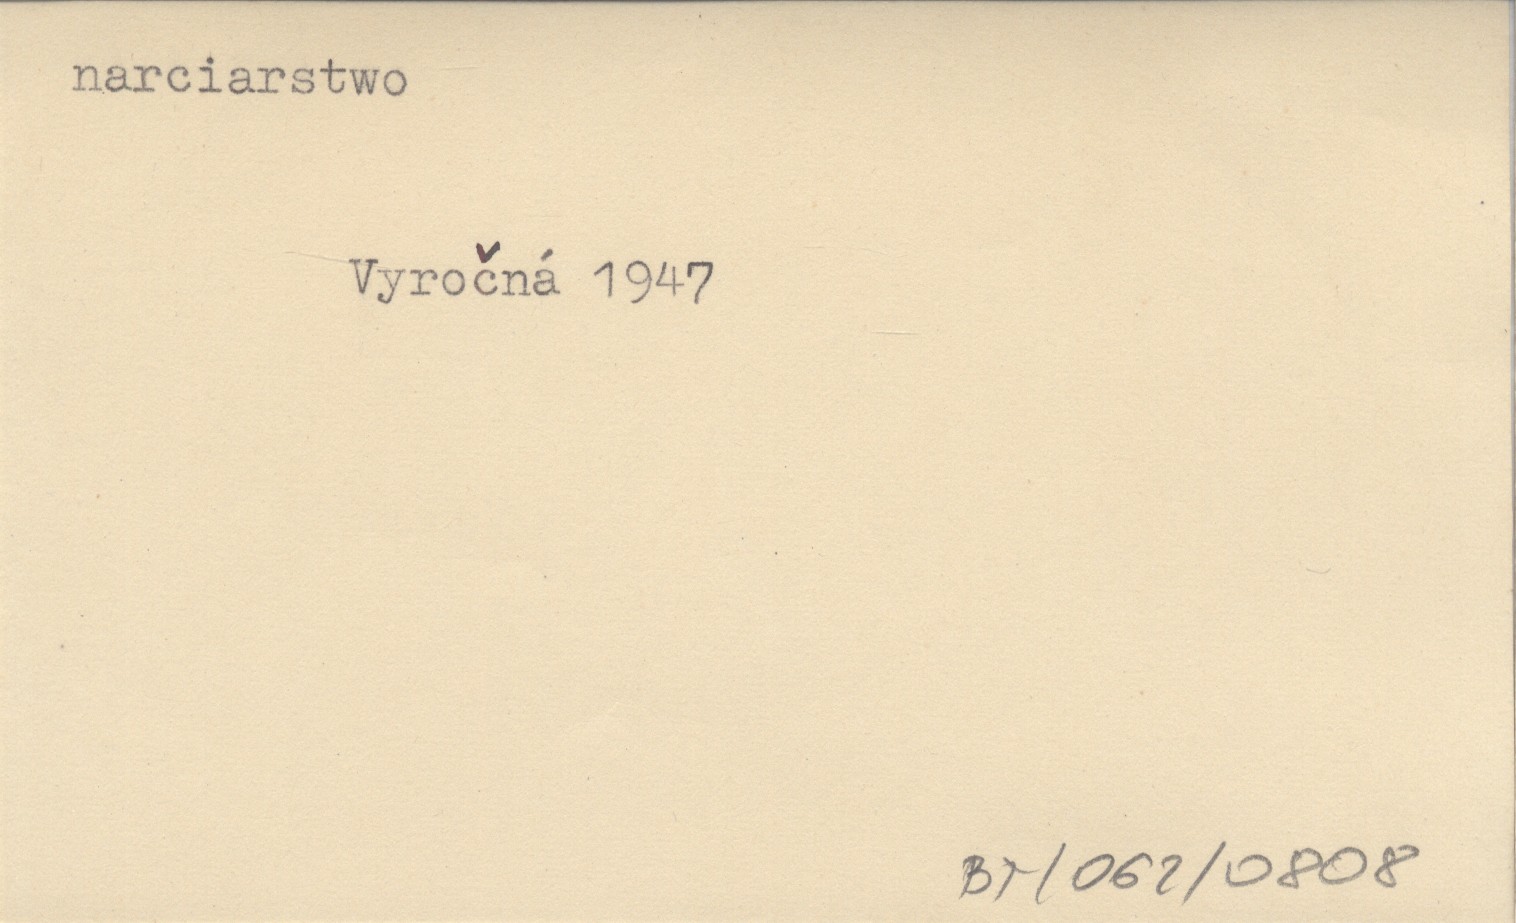 narciarstwo
Vyročná 1947
BT/062/0808